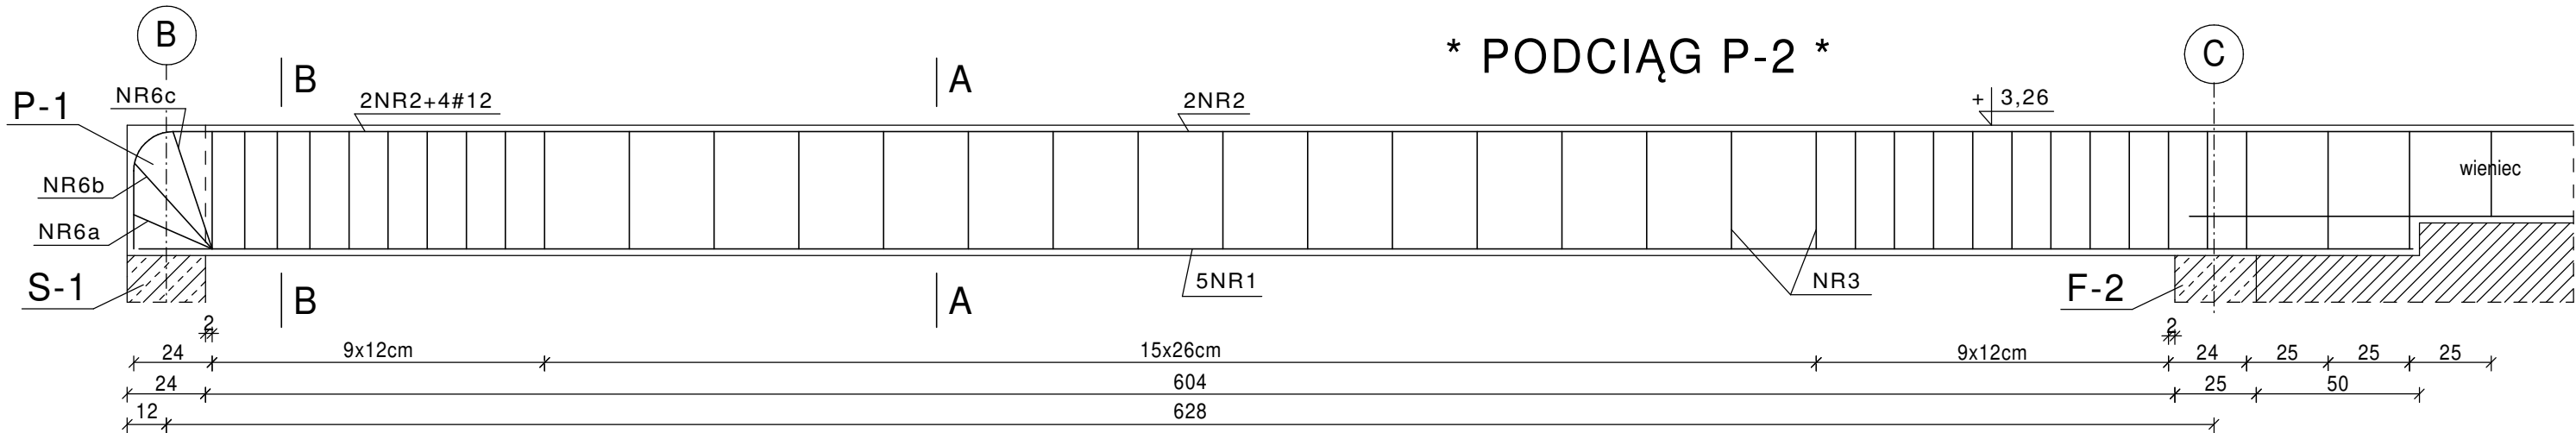 B
C
* PODCIĄG P-2 *
B
A
P-1
NR6c
2NR2+4#12
2NR2
+ 3,26
wieniec
NR6b
NR6a
S-1
B
A
5NR1
NR3
F-2
2
2
24
9x12cm
15x26cm
9x12cm
24
25
25
25
24
604
25
50
12
628